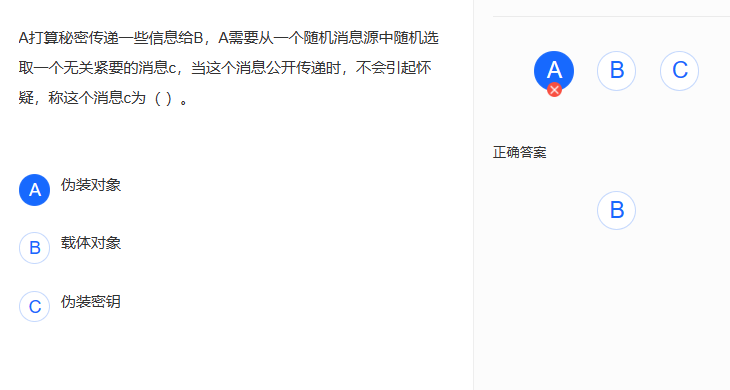 A打算秘密传递一些信息给B，A需要从一个随机消息源中随机选
取一个无关紧要的消息c，当这个消息公开传递时，不会引起怀
疑，称这个消息c为（ ）。
A 伪装对象
B 载体对象
C 伪装密钥
A B C
正确答案
B